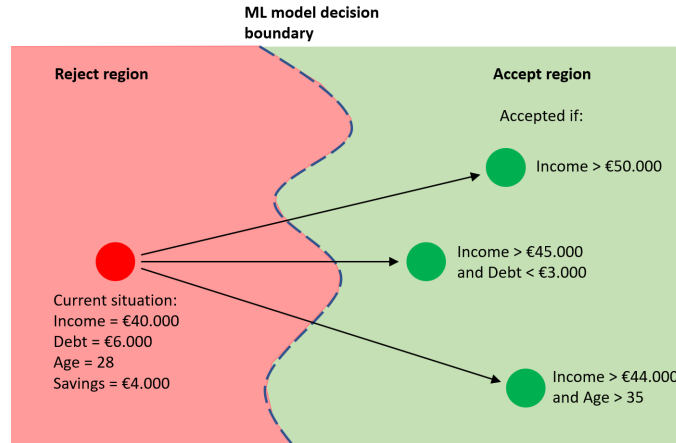 ML model decision
boundary
Reject region
Accept region
Accepted if:
Income > €50.000
Income > €45.000
and Debt < €3.000
Current situation:
Income = €40.000
Debt = €6.000
Age = 28
Savings = €4.000
Income > €44.000
and Age > 35